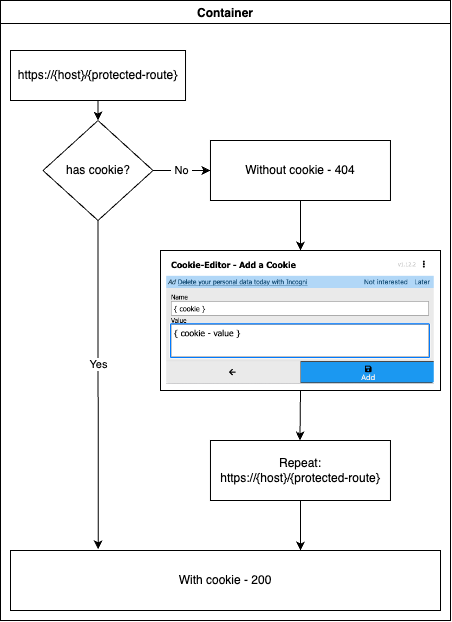 Container
https://{host}/{protected-route}
has cookie?
No
Without cookie - 404
Cookie-Editor - Add a Cookie
v1.13.2
Ad Delete your personal data today with Incogni
Not interested
Later
Name
{ cookie }
Value
{ cookie - value }
Add
Yes
Repeat:
https://{host}/{protected-route}
With cookie - 200